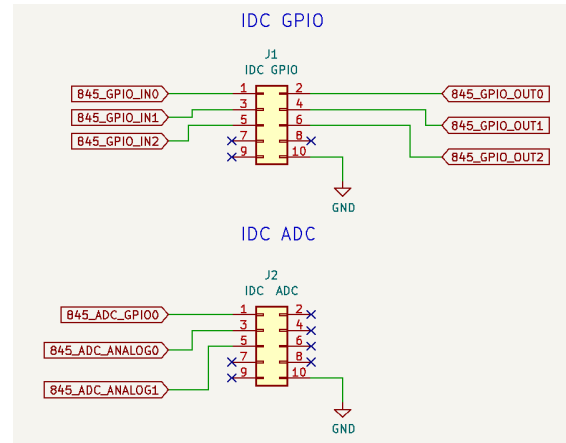 IDC GPIO
J1
IDC GPIO
845_GPIO_IN0 1 2 845_GPIO_OUT0
845_GPIO_IN1 3 4 845_GPIO_OUT1
845_GPIO_IN2 5 6 845_GPIO_OUT2
7 8
9 10
GND
IDC ADC
J2
IDC ADC
845_ADC_GPIO0 1 2
845_ADC_ANALOG0 3 4
845_ADC_ANALOG1 5 6
7 8
9 10
GND